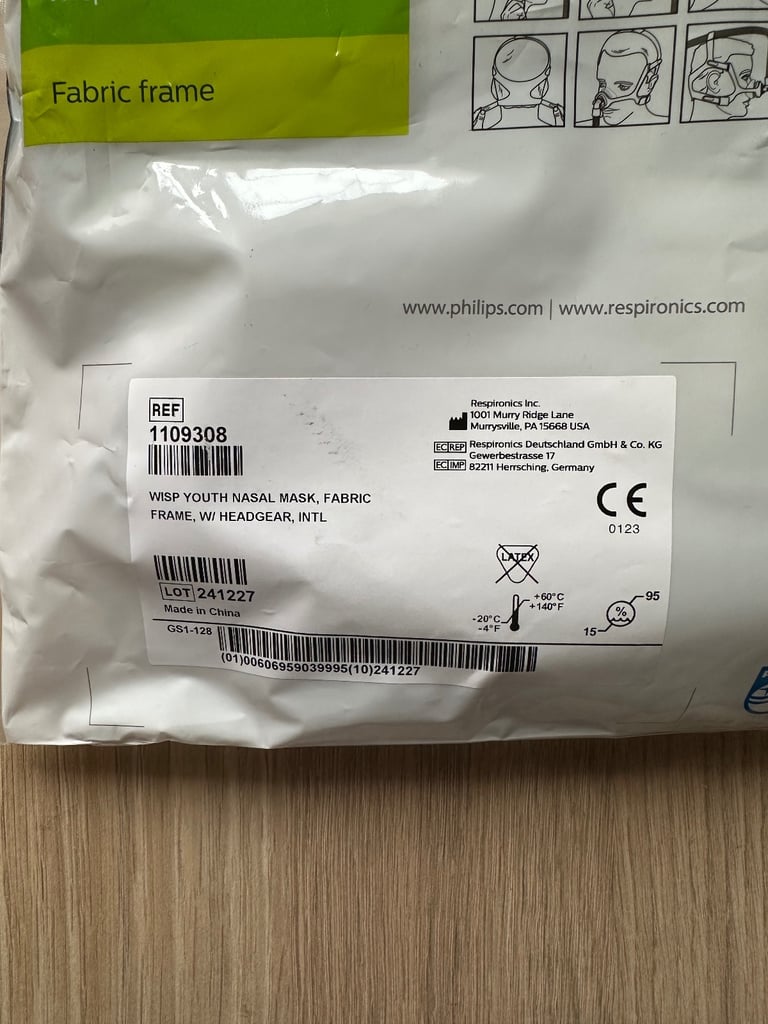 Fabric frame
www.philips.com | www.respironics.com
REF
1109308
WISP YOUTH NASAL MASK, FABRIC
FRAME, W/ HEADGEAR, INTL
Respironics Inc.
1001 Murry Ridge Lane
Murrysville, PA 15668 USA
EC REP Respironics Deutschland GmbH & Co. KG
Gewerbestrasse 17
EC IMP 82211 Herrsching, Germany
CE
0123
LATEX
LOT 241227
Made in China
+60°C
+140°F
-20°C
-4°F
95
%
15
GS1-128
(01)00606959039995(10)241227